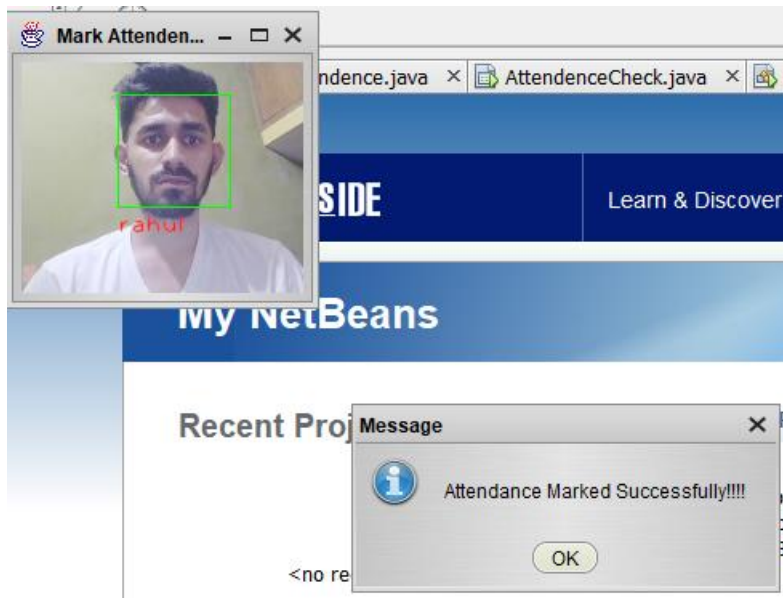 Mark Attenden...
ndence.java
AttendenceCheck.java
SIDE
Learn & Discover
rahul
My NetBeans
Recent Proj
Message
Attendance Marked Successfully!!!!
OK
<no re